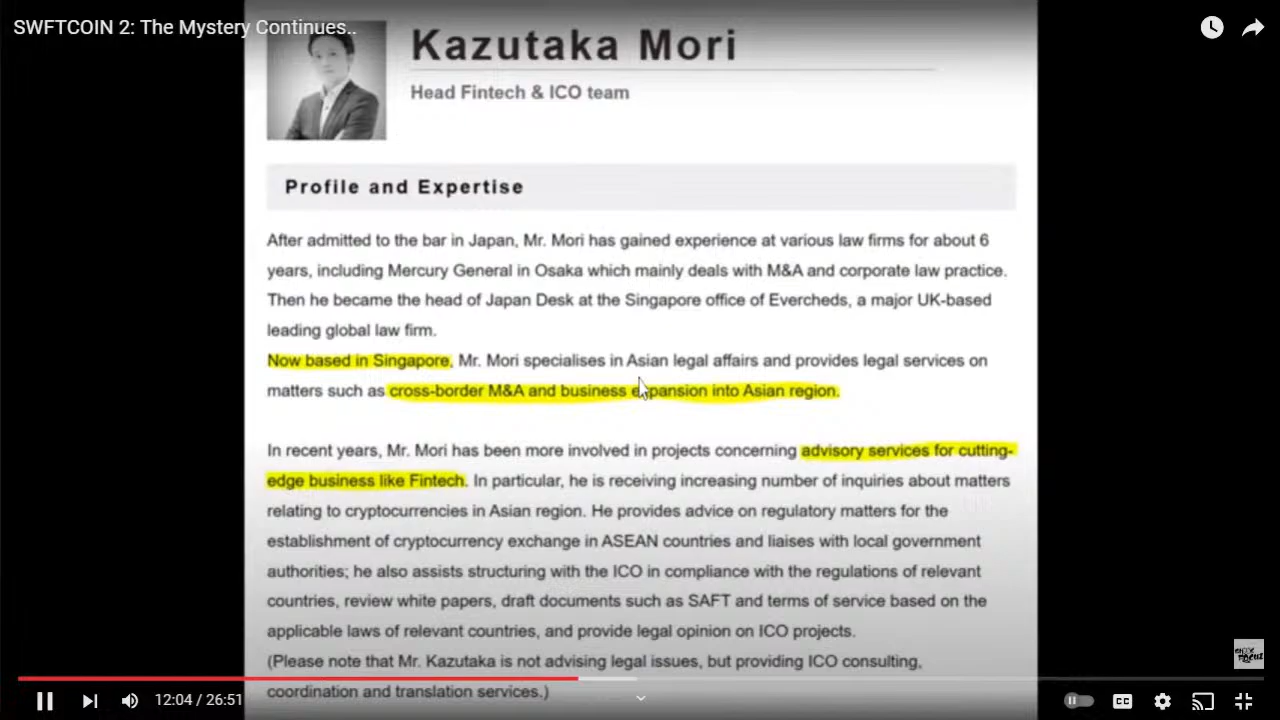 SWFTCOIN 2: The Mystery Continues..
Kazutaka Mori
Head Fintech & ICO team
Profile and Expertise
After admitted to the bar in Japan, Mr. Mori has gained experience at various law firms for about 6
years, including Mercury General in Osaka which mainly deals with M&A and corporate law practice.
Then he became the head of Japan Desk at the Singapore office of Evercheds, a major UK-based
leading global law firm.
Now based in Singapore, Mr. Mori specialises in Asian legal affairs and provides legal services on
matters such as cross-border M&A and business expansion into Asian region.
In recent years, Mr. Mori has been more involved in projects concerning advisory services for cutting-
edge business like Fintech. In particular, he is receiving increasing number of inquiries about matters
relating to cryptocurrencies in Asian region. He provides advice on regulatory matters for the
establishment of cryptocurrency exchange in ASEAN countries and liaises with local government
authorities; he also assists structuring with the ICO in compliance with the regulations of relevant
countries, review white papers, draft documents such as SAFT and terms of service based on the
applicable laws of relevant countries, and provide legal opinion on ICO projects.
(Please note that Mr. Kazutaka is not advising legal issues, but providing ICO consulting,
coordination and translation services.)
12:04 / 26:51
CC